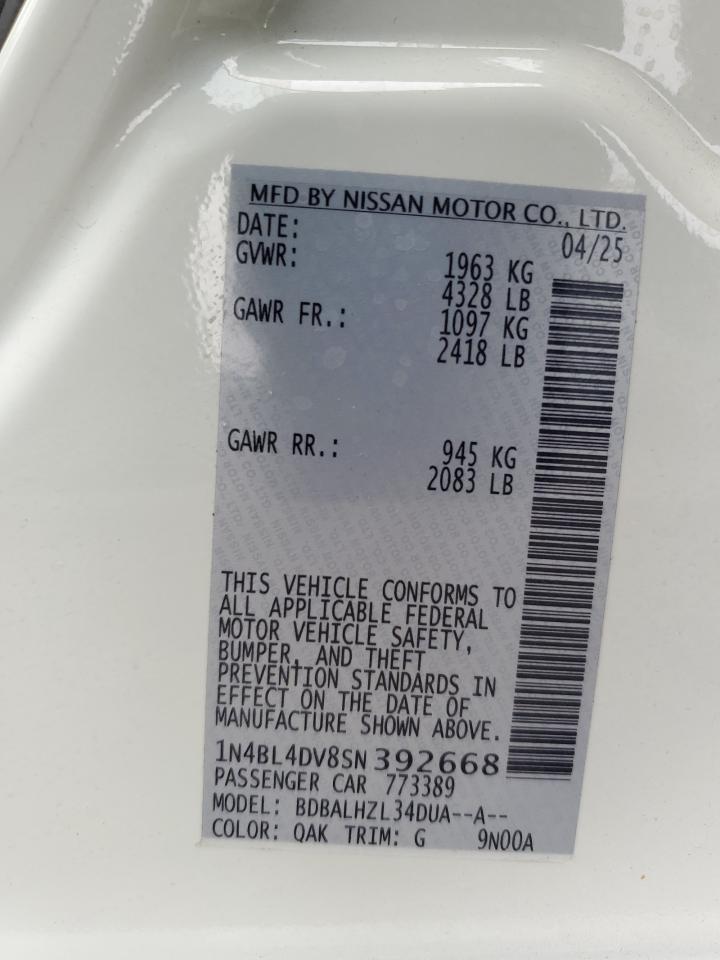 MFD BY NISSAN MOTOR CO., LTD.
DATE: 04/25
GVWR: 1963 KG
4328 LB
GAWR FR.: 1097 KG
2418 LB
GAWR RR.: 945 KG
2083 LB
THIS VEHICLE CONFORMS TO
ALL APPLICABLE FEDERAL
MOTOR VEHICLE SAFETY,
BUMPER, AND THEFT
PREVENTION STANDARDS IN
EFFECT ON THE DATE OF
MANUFACTURE SHOWN ABOVE.
1N4BL4DV8SN392668
PASSENGER CAR 773389
MODEL: BDBALHZL34DUA--A--
COLOR: QAK TRIM: G 9N00A